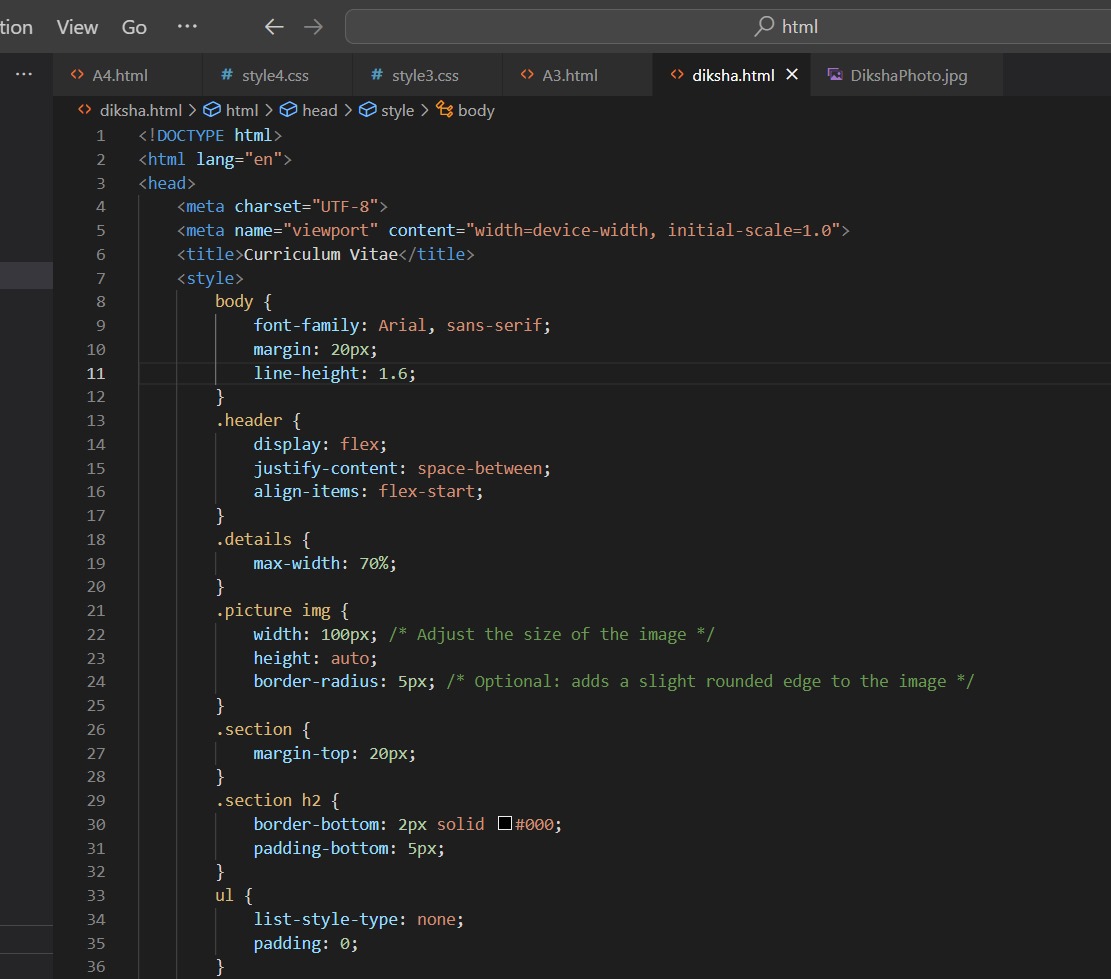 tion View Go ··· ← → html
··· <> A4.html # style4.css # style3.css <> A3.html <> diksha.html × DikshaPhoto.jpg
<> diksha.html > html > head > style > body
1 <!DOCTYPE html>
2 <html lang="en">
3 <head>
4     <meta charset="UTF-8">
5     <meta name="viewport" content="width=device-width, initial-scale=1.0">
6     <title>Curriculum Vitae</title>
7     <style>
8         body {
9             font-family: Arial, sans-serif;
10             margin: 20px;
11             line-height: 1.6;
12         }
13         .header {
14             display: flex;
15             justify-content: space-between;
16             align-items: flex-start;
17         }
18         .details {
19             max-width: 70%;
20         }
21         .picture img {
22             width: 100px; /* Adjust the size of the image */
23             height: auto;
24             border-radius: 5px; /* Optional: adds a slight rounded edge to the image */
25         }
26         .section {
27             margin-top: 20px;
28         }
29         .section h2 {
30             border-bottom: 2px solid #000;
31             padding-bottom: 5px;
32         }
33         ul {
34             list-style-type: none;
35             padding: 0;
36         }